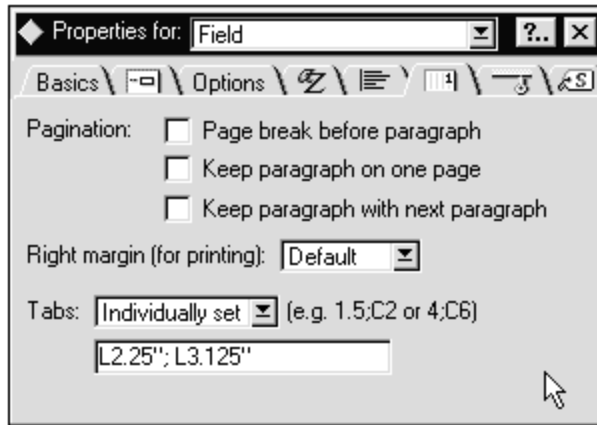 Properties for: Field ?..
Basics Options aZ 1 S
Pagination: Page break before paragraph
Keep paragraph on one page
Keep paragraph with next paragraph
Right margin (for printing): Default
Tabs: Individually set (e.g. 1.5;C2 or 4;C6)
L2.25"; L3.125"